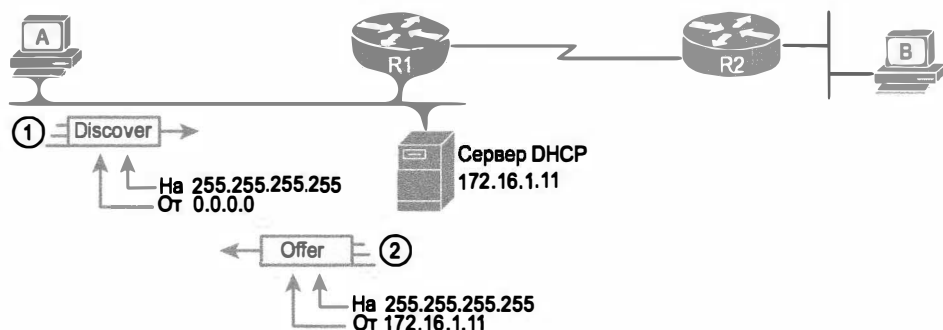 A
R1
R2
B
1
Discover
На 255.255.255.255
От 0.0.0.0
Сервер DHCP
172.16.1.11
Offer
2
На 255.255.255.255
От 172.16.1.11